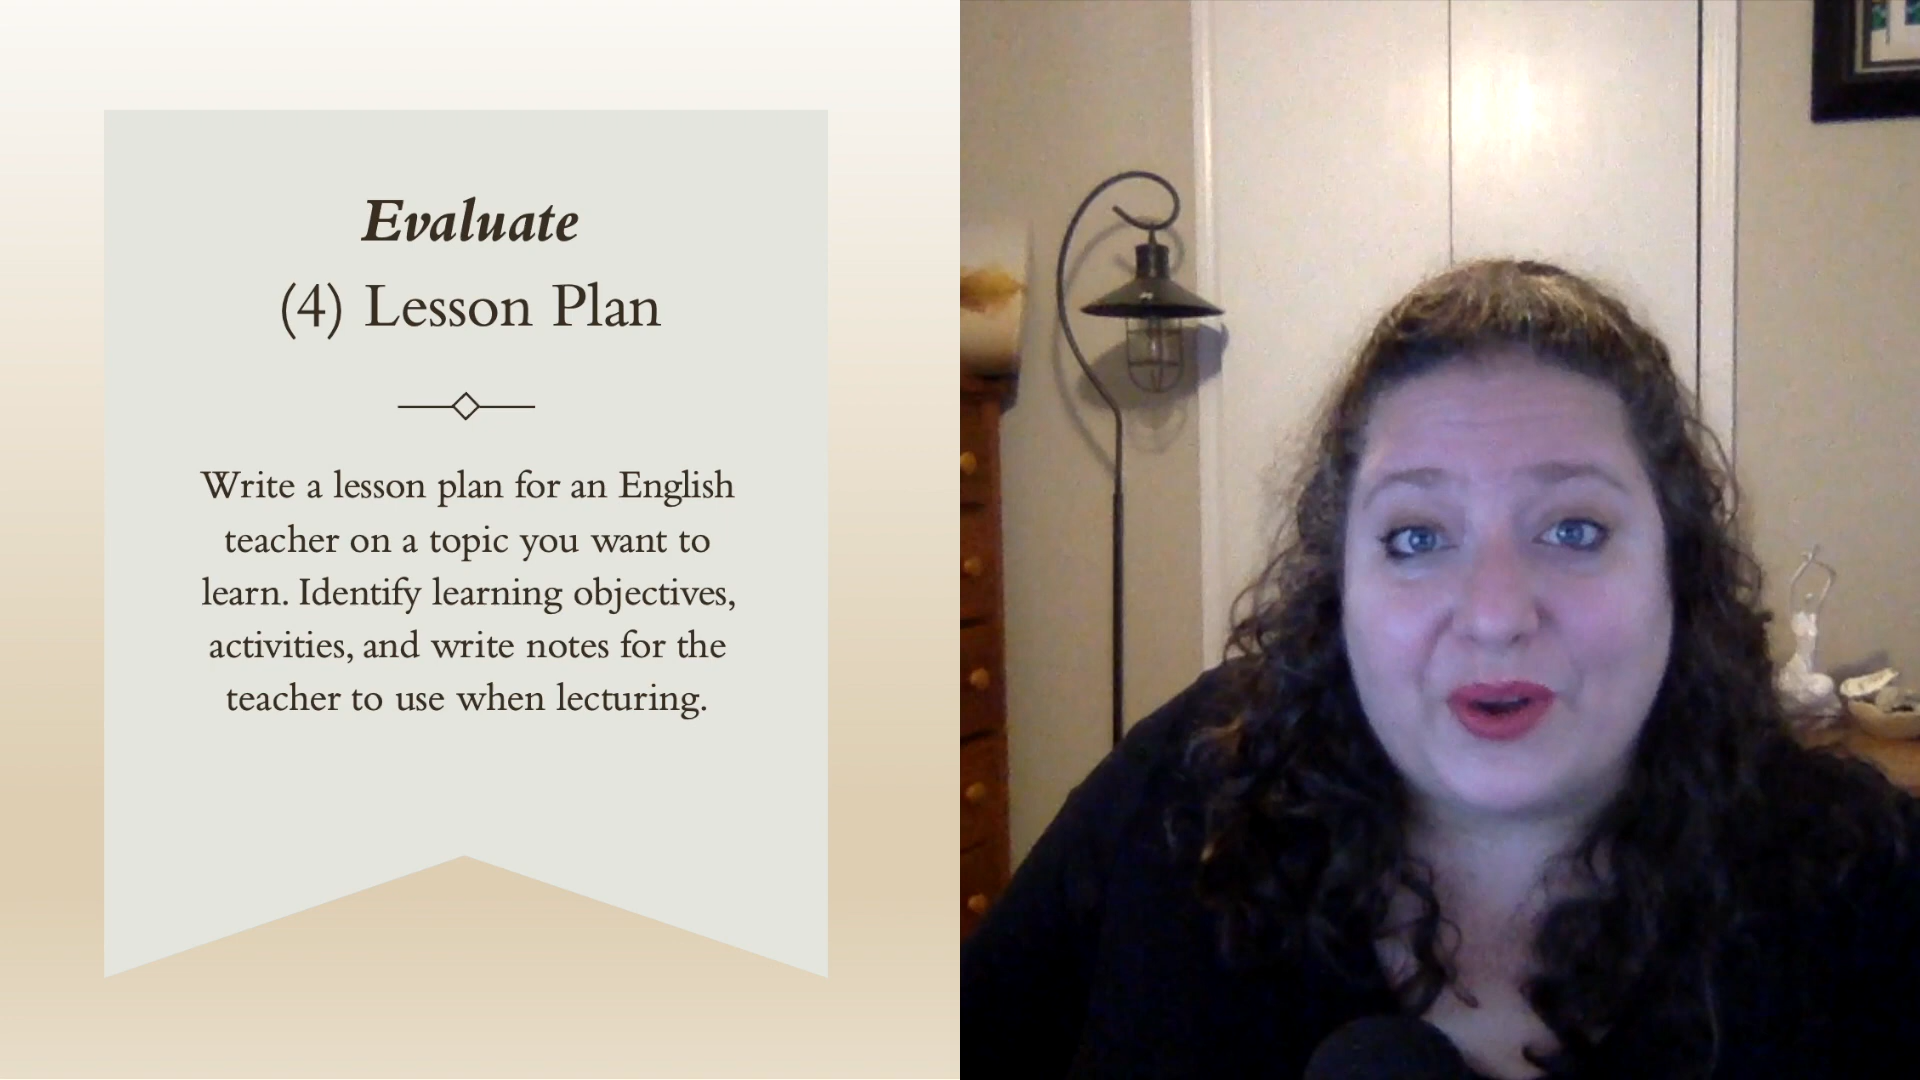 Evaluate
(4) Lesson Plan
Write a lesson plan for an English
teacher on a topic you want to
learn. Identify learning objectives,
activities, and write notes for the
teacher to use when lecturing.